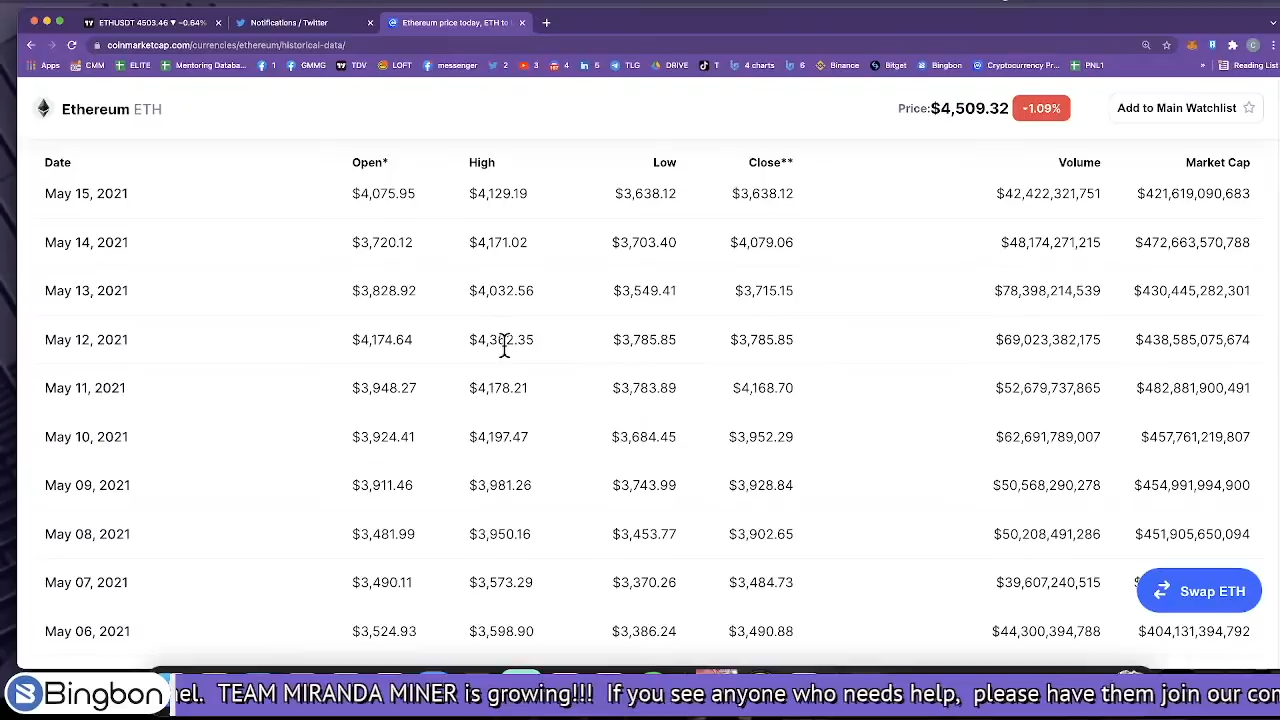 ETHUSDT 4503.46 ▼ −0.64%
Notifications / Twitter
Ethereum price today, ETH to
coinmarketcap.com/currencies/ethereum/historical-data/
Apps CMM ELITE Mentoring Databa... 1 GMMG TDV LOFT messenger 2 3 4 5 TLG DRIVE T 4 charts 6 Binance Bitget Bingbon Cryptocurrency Pr... PNL1 » Reading List
Ethereum ETH Price: $4,509.32 -1.09% Add to Main Watchlist
Date Open* High Low Close** Volume Market Cap
May 15, 2021 $4,075.95 $4,129.19 $3,638.12 $3,638.12 $42,422,321,751 $421,619,090,683
May 14, 2021 $3,720.12 $4,171.02 $3,703.40 $4,079.06 $48,174,271,215 $472,663,570,788
May 13, 2021 $3,828.92 $4,032.56 $3,549.41 $3,715.15 $78,398,214,539 $430,445,282,301
May 12, 2021 $4,174.64 $3,785.85 $3,785.85 $69,023,382,175 $438,585,075,674
May 11, 2021 $3,948.27 $4,178.21 $3,783.89 $4,168.70 $52,679,737,865 $482,881,900,491
May 10, 2021 $3,924.41 $4,197.47 $3,684.45 $3,952.29 $62,691,789,007 $457,761,219,807
May 09, 2021 $3,911.46 $3,981.26 $3,743.99 $3,928.84 $50,568,290,278 $454,991,994,900
May 08, 2021 $3,481.99 $3,950.16 $3,453.77 $3,902.65 $50,208,491,286 $451,905,650,094
May 07, 2021 $3,490.11 $3,573.29 $3,370.26 $3,484.73 $39,607,240,515
Swap ETH
May 06, 2021 $3,524.93 $3,598.90 $3,386.24 $3,490.88 $44,300,394,788 $404,131,394,792
Bingbon nel. TEAM MIRANDA MINER is growing!!! If you see anyone who needs help, please have them join our con